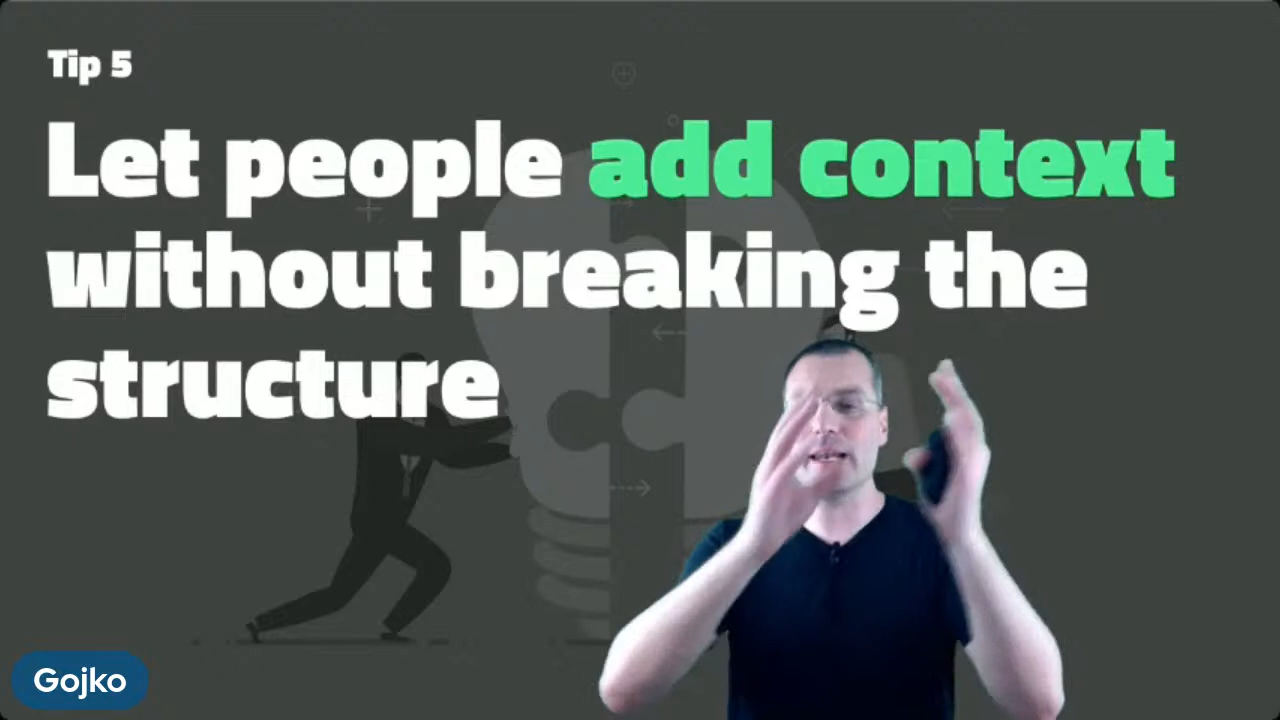 Tip 5
Let people add context
without breaking the
structure
Gojko